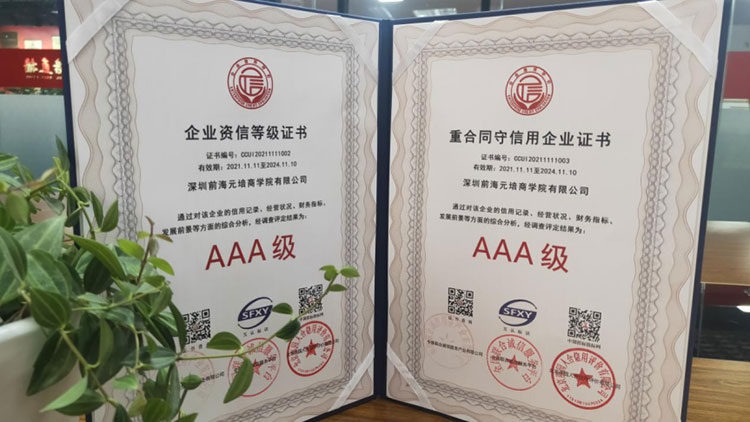 企业资信等级证书
证书编号：CCUI20211111002
有效期：2021.11.11至2024.11.10
深圳前海元培商学院有限公司
通过对该企业的信用记录、经营状况、财务指标、
发展前景等方面的综合分析，经调查评定结果为：
AAA级
SFXY
重合同守信用企业证书
证书编号：CCUI20211111003
有效期：2021.11.11至2024.11.10
深圳前海元培商学院有限公司
通过对该企业的信用记录、经营状况、财务指标、
发展前景等方面的综合分析，经调查评定结果为：
AAA级
SFXY